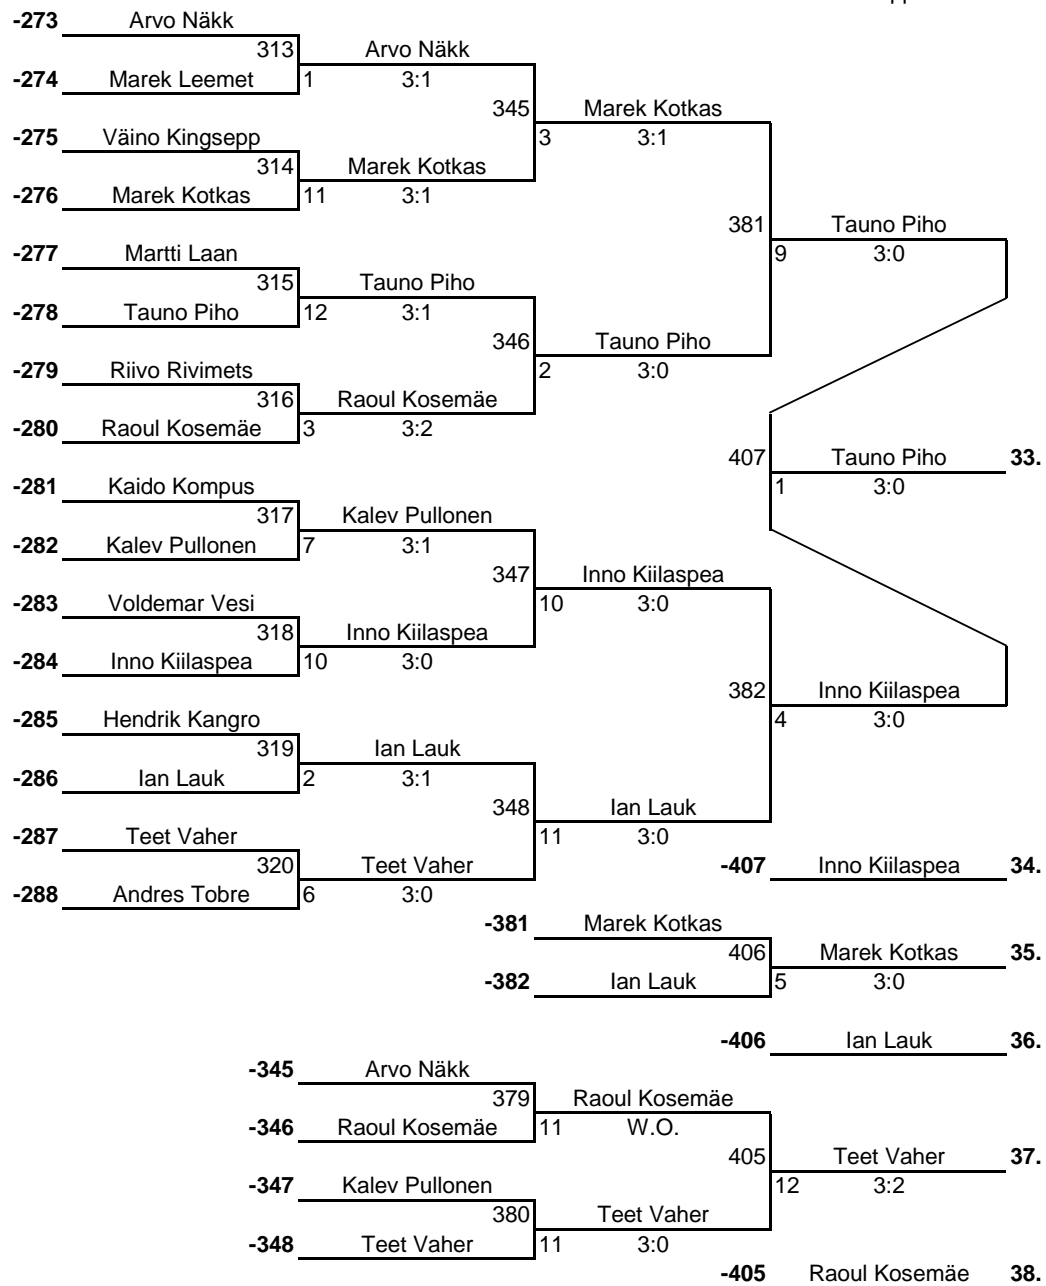 -273 Arvo Näkk
313 Arvo Näkk
-274 Marek Leemet 1 3:1
345 Marek Kotkas
-275 Väino Kingsepp 3 3:1
314 Marek Kotkas
-276 Marek Kotkas 11 3:1
381 Tauno Piho
-277 Martti Laan 9 3:0
315 Tauno Piho
-278 Tauno Piho 12 3:1
346 Tauno Piho
-279 Riivo Rivimets 2 3:0
316 Raoul Kosemäe
-280 Raoul Kosemäe 3 3:2
407 Tauno Piho 33.
-281 Kaido Kompus 1 3:0
317 Kalev Pullonen
-282 Kalev Pullonen 7 3:1
347 Inno Kiilaspea
-283 Voldemar Vesi 10 3:0
318 Inno Kiilaspea
-284 Inno Kiilaspea 10 3:0
382 Inno Kiilaspea
-285 Hendrik Kangro 4 3:0
319 Ian Lauk
-286 Ian Lauk 2 3:1
348 Ian Lauk
-287 Teet Vaher 11 3:0
320 Teet Vaher -407 Inno Kiilaspea 34.
-288 Andres Tobre 6 3:0
-381 Marek Kotkas
406 Marek Kotkas 35.
-382 Ian Lauk 5 3:0
-406 Ian Lauk 36.
-345 Arvo Näkk
379 Raoul Kosemäe
-346 Raoul Kosemäe 11 W.O.
405 Teet Vaher 37.
-347 Kalev Pullonen 12 3:2
380 Teet Vaher
-348 Teet Vaher 11 3:0
-405 Raoul Kosemäe 38.